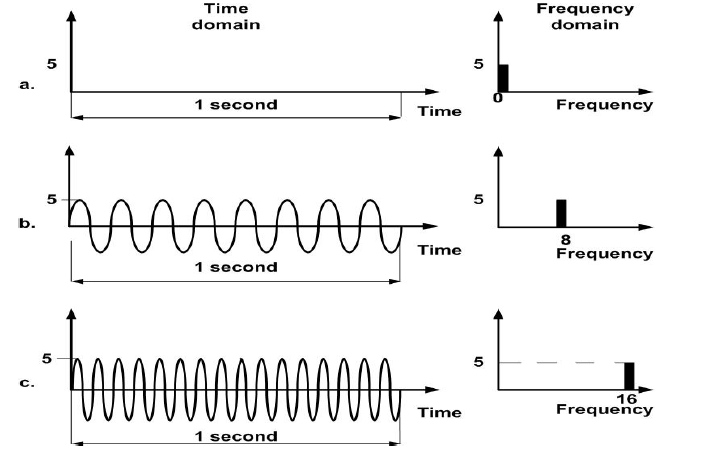 Time
domain
Frequency
domain
5
5
a.
0
1 second
Time
Frequency
5
5
b.
8
Time
Frequency
1 second
5
5
c.
16
Time
Frequency
1 second